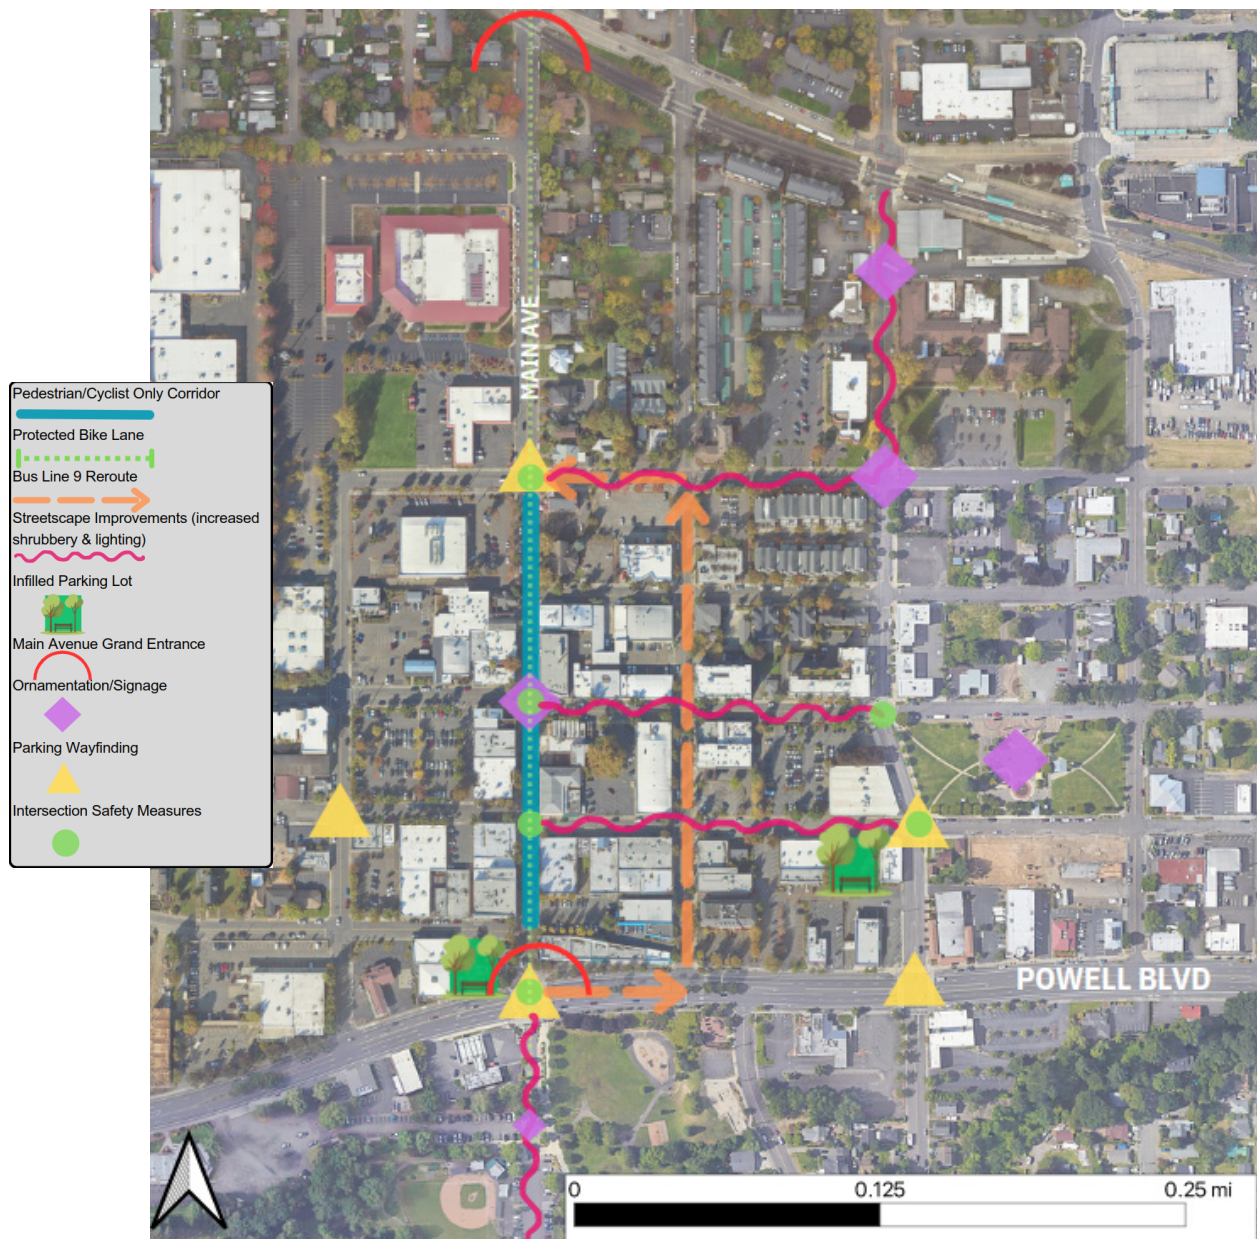 MAIN AVE
Pedestrian/Cyclist Only Corridor
Protected Bike Lane
Bus Line 9 Reroute
Streetscape Improvements (increased
shrubbery & lighting)
Infilled Parking Lot
Main Avenue Grand Entrance
Ornamentation/Signage
Parking Wayfinding
Intersection Safety Measures
POWELL BLVD
0 0.125 0.25 mi